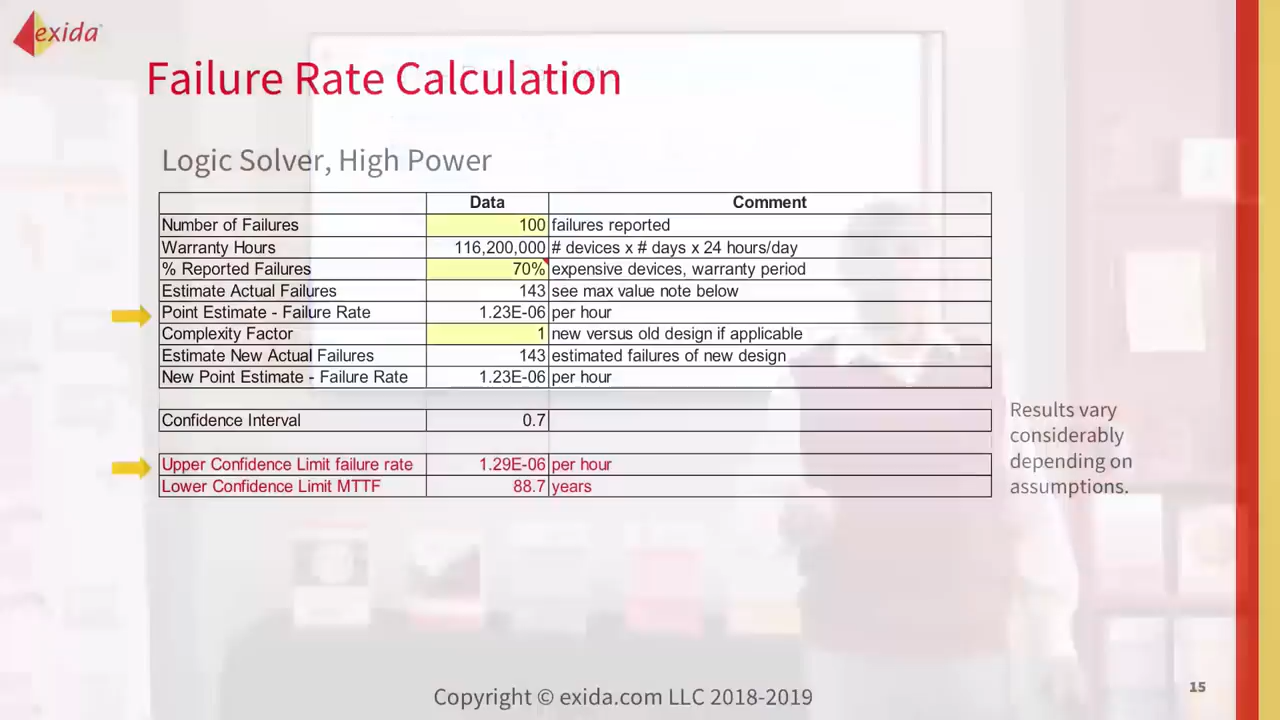 exida
Failure Rate Calculation
Logic Solver, High Power
Data Comment
Number of Failures 100 failures reported
Warranty Hours 116,200,000 # devices x # days x 24 hours/day
% Reported Failures 70% expensive devices, warranty period
Estimate Actual Failures 143 see max value note below
Point Estimate - Failure Rate 1.23E-06 per hour
Complexity Factor 1 new versus old design if applicable
Estimate New Actual Failures 143 estimated failures of new design
New Point Estimate - Failure Rate 1.23E-06 per hour
Confidence Interval 0.7
Upper Confidence Limit failure rate 1.29E-06 per hour
Lower Confidence Limit MTTF 88.7 years
Results vary
considerably
depending on
assumptions.
Copyright © exida.com LLC 2018-2019
15